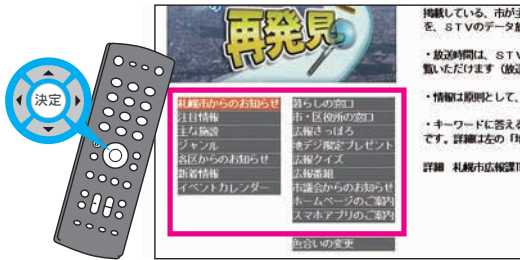 決定
再発見
札幌市からのお知らせ
注目情報
主な施設
ジャンル
各区からのお知らせ
新着情報
イベントカレンダー
暮らしの窓口
市・区役所の窓口
広報さっぽろ
地デジ限定プレゼント
広報クイズ
広報番組
市議会からのお知らせ
ホームページのご案内
スマホアプリのご案内
色合いの変更
掲載している、市が主
を、STVのデータ放
・放送時間は、STV
覧いただけます（放送
・情報は原則として、
・キーワードに答える
です。詳細は左の「地
詳細 札幌市広報課